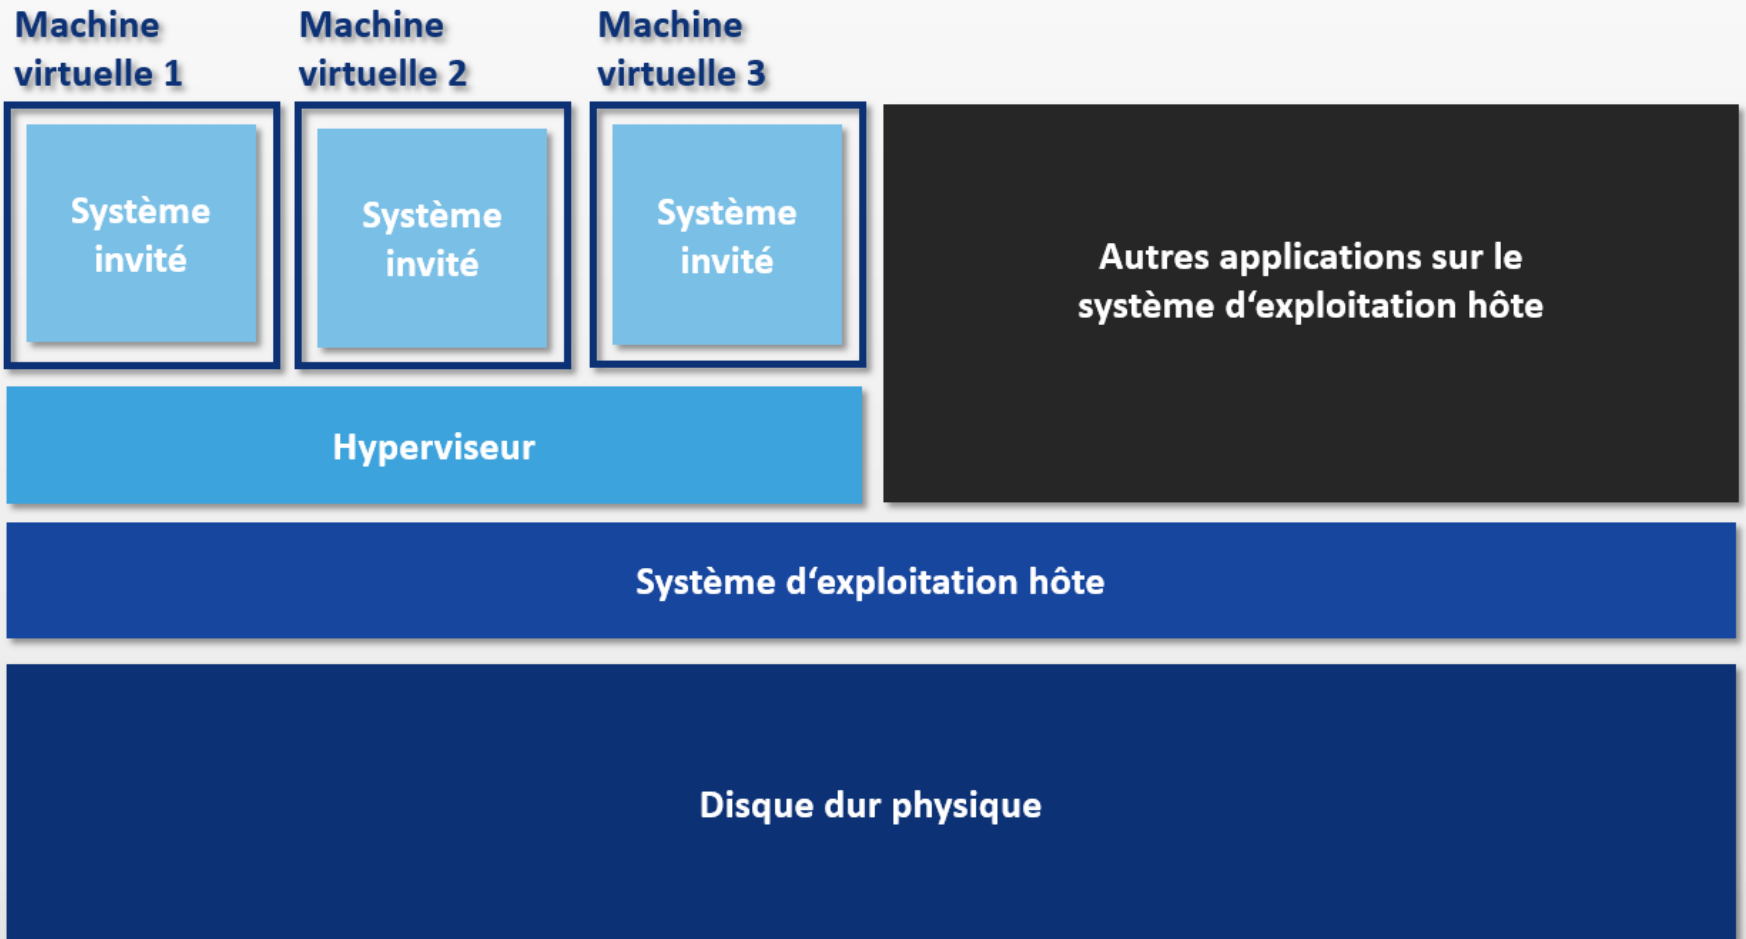 Machine
virtuelle 1
Machine
virtuelle 2
Machine
virtuelle 3
Système
invité
Système
invité
Système
invité
Autres applications sur le
système d‘exploitation hôte
Hyperviseur
Système d‘exploitation hôte
Disque dur physique